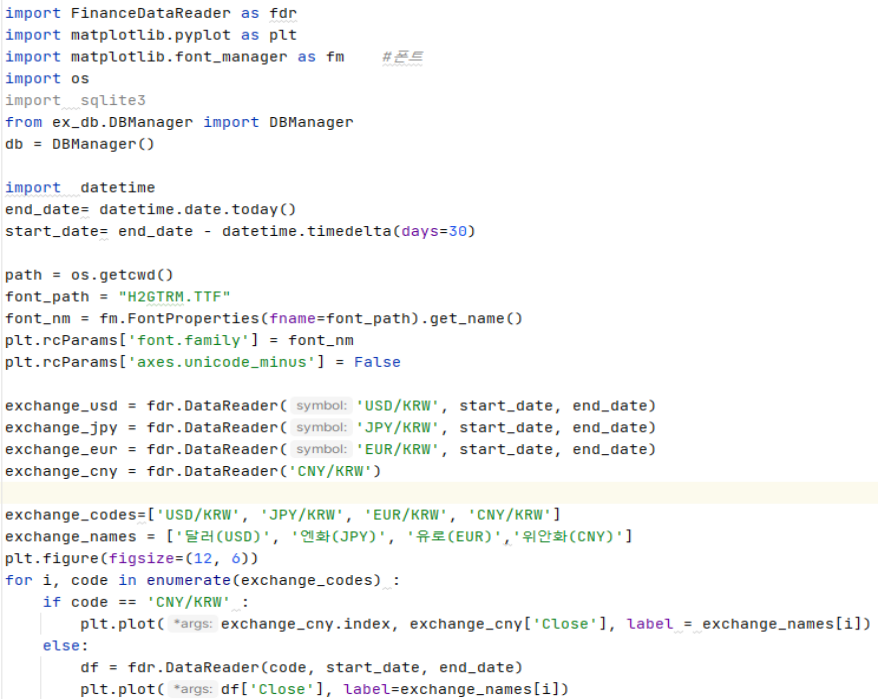 import FinanceDataReader as fdr
import matplotlib.pyplot as plt
import matplotlib.font_manager as fm    #폰트
import os
import  sqlite3
from ex_db.DBManager import DBManager
db = DBManager()

import  datetime
end_date= datetime.date.today()
start_date= end_date - datetime.timedelta(days=30)

path = os.getcwd()
font_path = "H2GTRM.TTF"
font_nm = fm.FontProperties(fname=font_path).get_name()
plt.rcParams['font.family'] = font_nm
plt.rcParams['axes.unicode_minus'] = False

exchange_usd = fdr.DataReader( symbol: 'USD/KRW', start_date, end_date)
exchange_jpy = fdr.DataReader( symbol: 'JPY/KRW', start_date, end_date)
exchange_eur = fdr.DataReader( symbol: 'EUR/KRW', start_date, end_date)
exchange_cny = fdr.DataReader('CNY/KRW')

exchange_codes=['USD/KRW', 'JPY/KRW', 'EUR/KRW', 'CNY/KRW']
exchange_names = ['달러(USD)', '엔화(JPY)', '유로(EUR)','위안화(CNY)']
plt.figure(figsize=(12, 6))
for i, code in enumerate(exchange_codes) :
    if code == 'CNY/KRW' :
        plt.plot( *args: exchange_cny.index, exchange_cny['Close'], label = exchange_names[i])
    else:
        df = fdr.DataReader(code, start_date, end_date)
        plt.plot( *args: df['Close'], label=exchange_names[i])